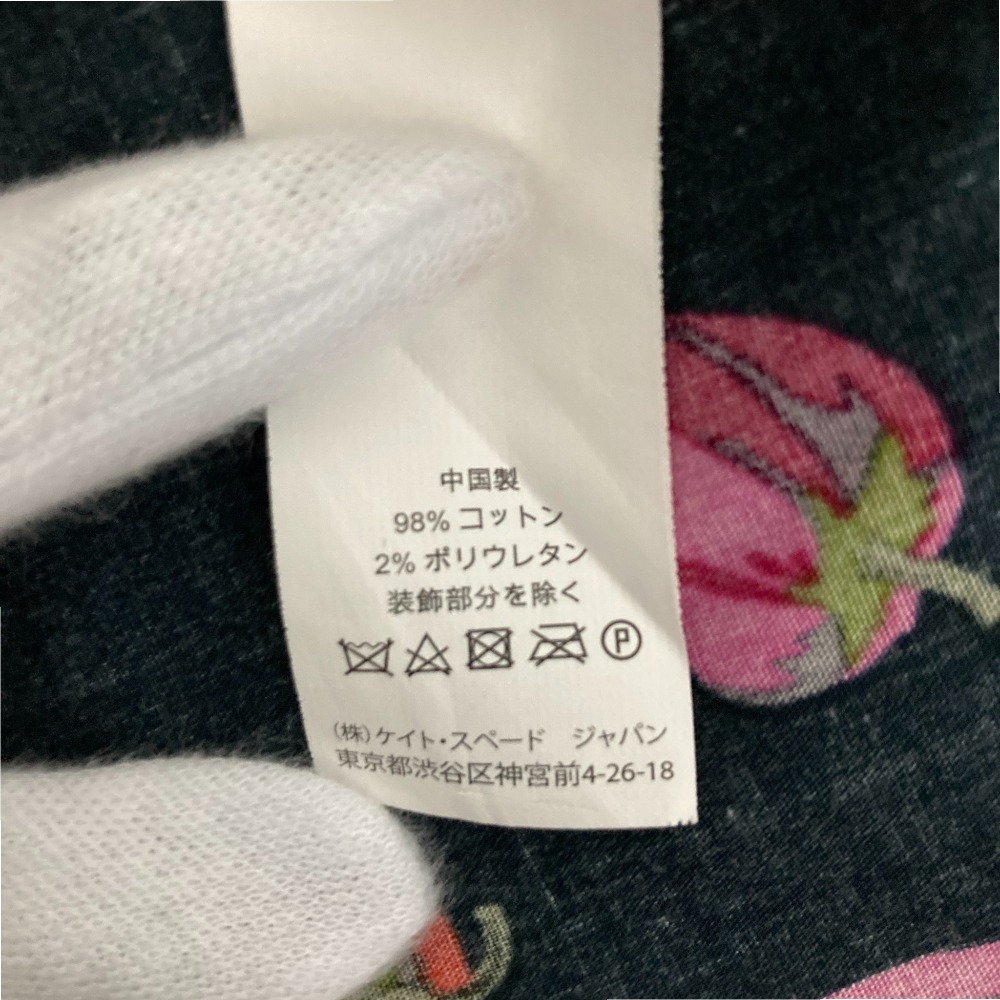 中国製
98% コットン
2% ポリウレタン
装飾部分を除く
P
(株)ケイト・スペード ジャパン
東京都渋谷区神宮前4-26-18